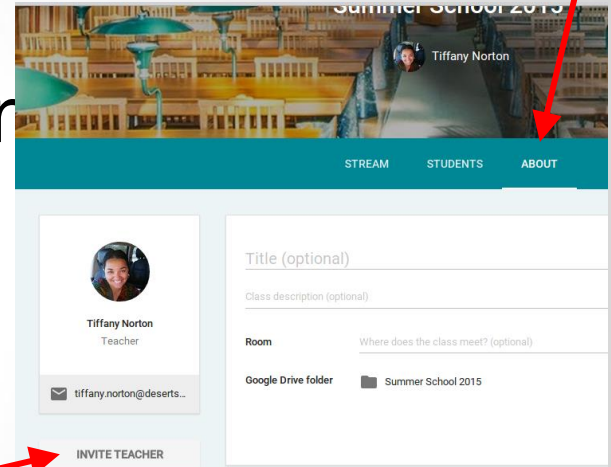 Summer School 2015
Tiffany Norton
STREAM STUDENTS ABOUT
Title (optional)
Class description (optional)
Tiffany Norton
Teacher
Room Where does the class meet? (optional)
Google Drive folder Summer School 2015
tiffany.norton@deserts...
INVITE TEACHER